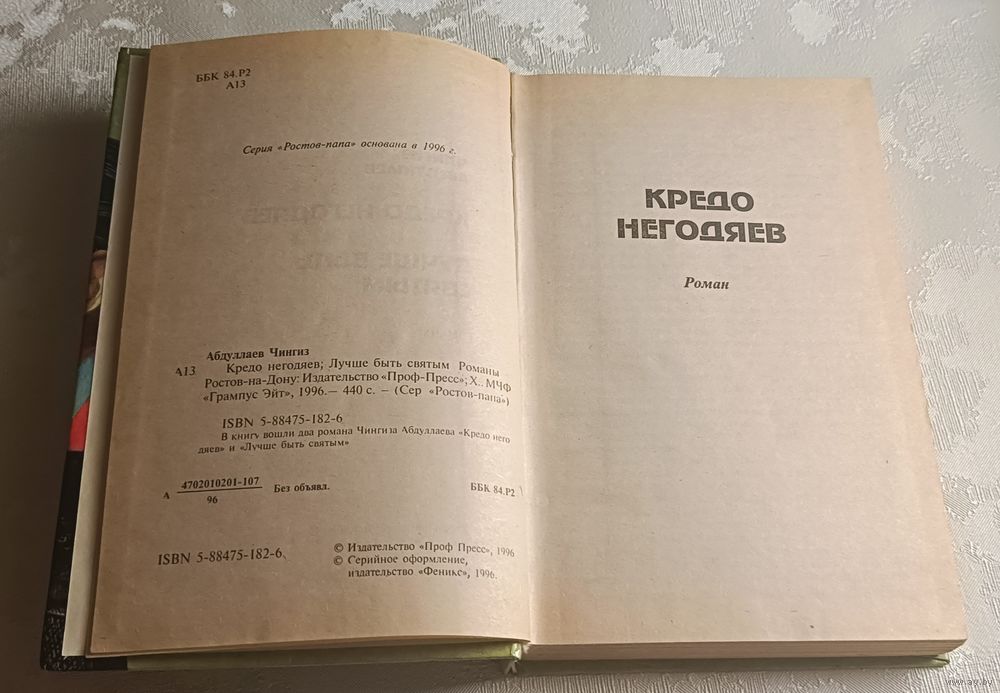 ББК 84.Р2
А13
Серия «Ростов-папа» основана в 1996 г.
Абдуллаев Чингиз
А13 Кредо негодяев; Лучше быть святым Романы
Ростов-на-Дону: Издательство «Проф-Пресс»; Х.. МЧФ
«Грампус Эйт», 1996.— 440 с. — (Сер «Ростов-папа»)
ISBN 5-88475-182-6
В книгу вошли два романа Чингиза Абдуллаева «Кредо него
дяев» и «Лучше быть святым»
А 4702010201-107 Без объявл. ББК 84.Р2
96
ISBN 5-88475-182-6
© Издательство «Проф Пресс», 1996
© Серийное оформление,
издательство «Феникс», 1996.
КРЕДО
НЕГОДЯЕВ
Роман